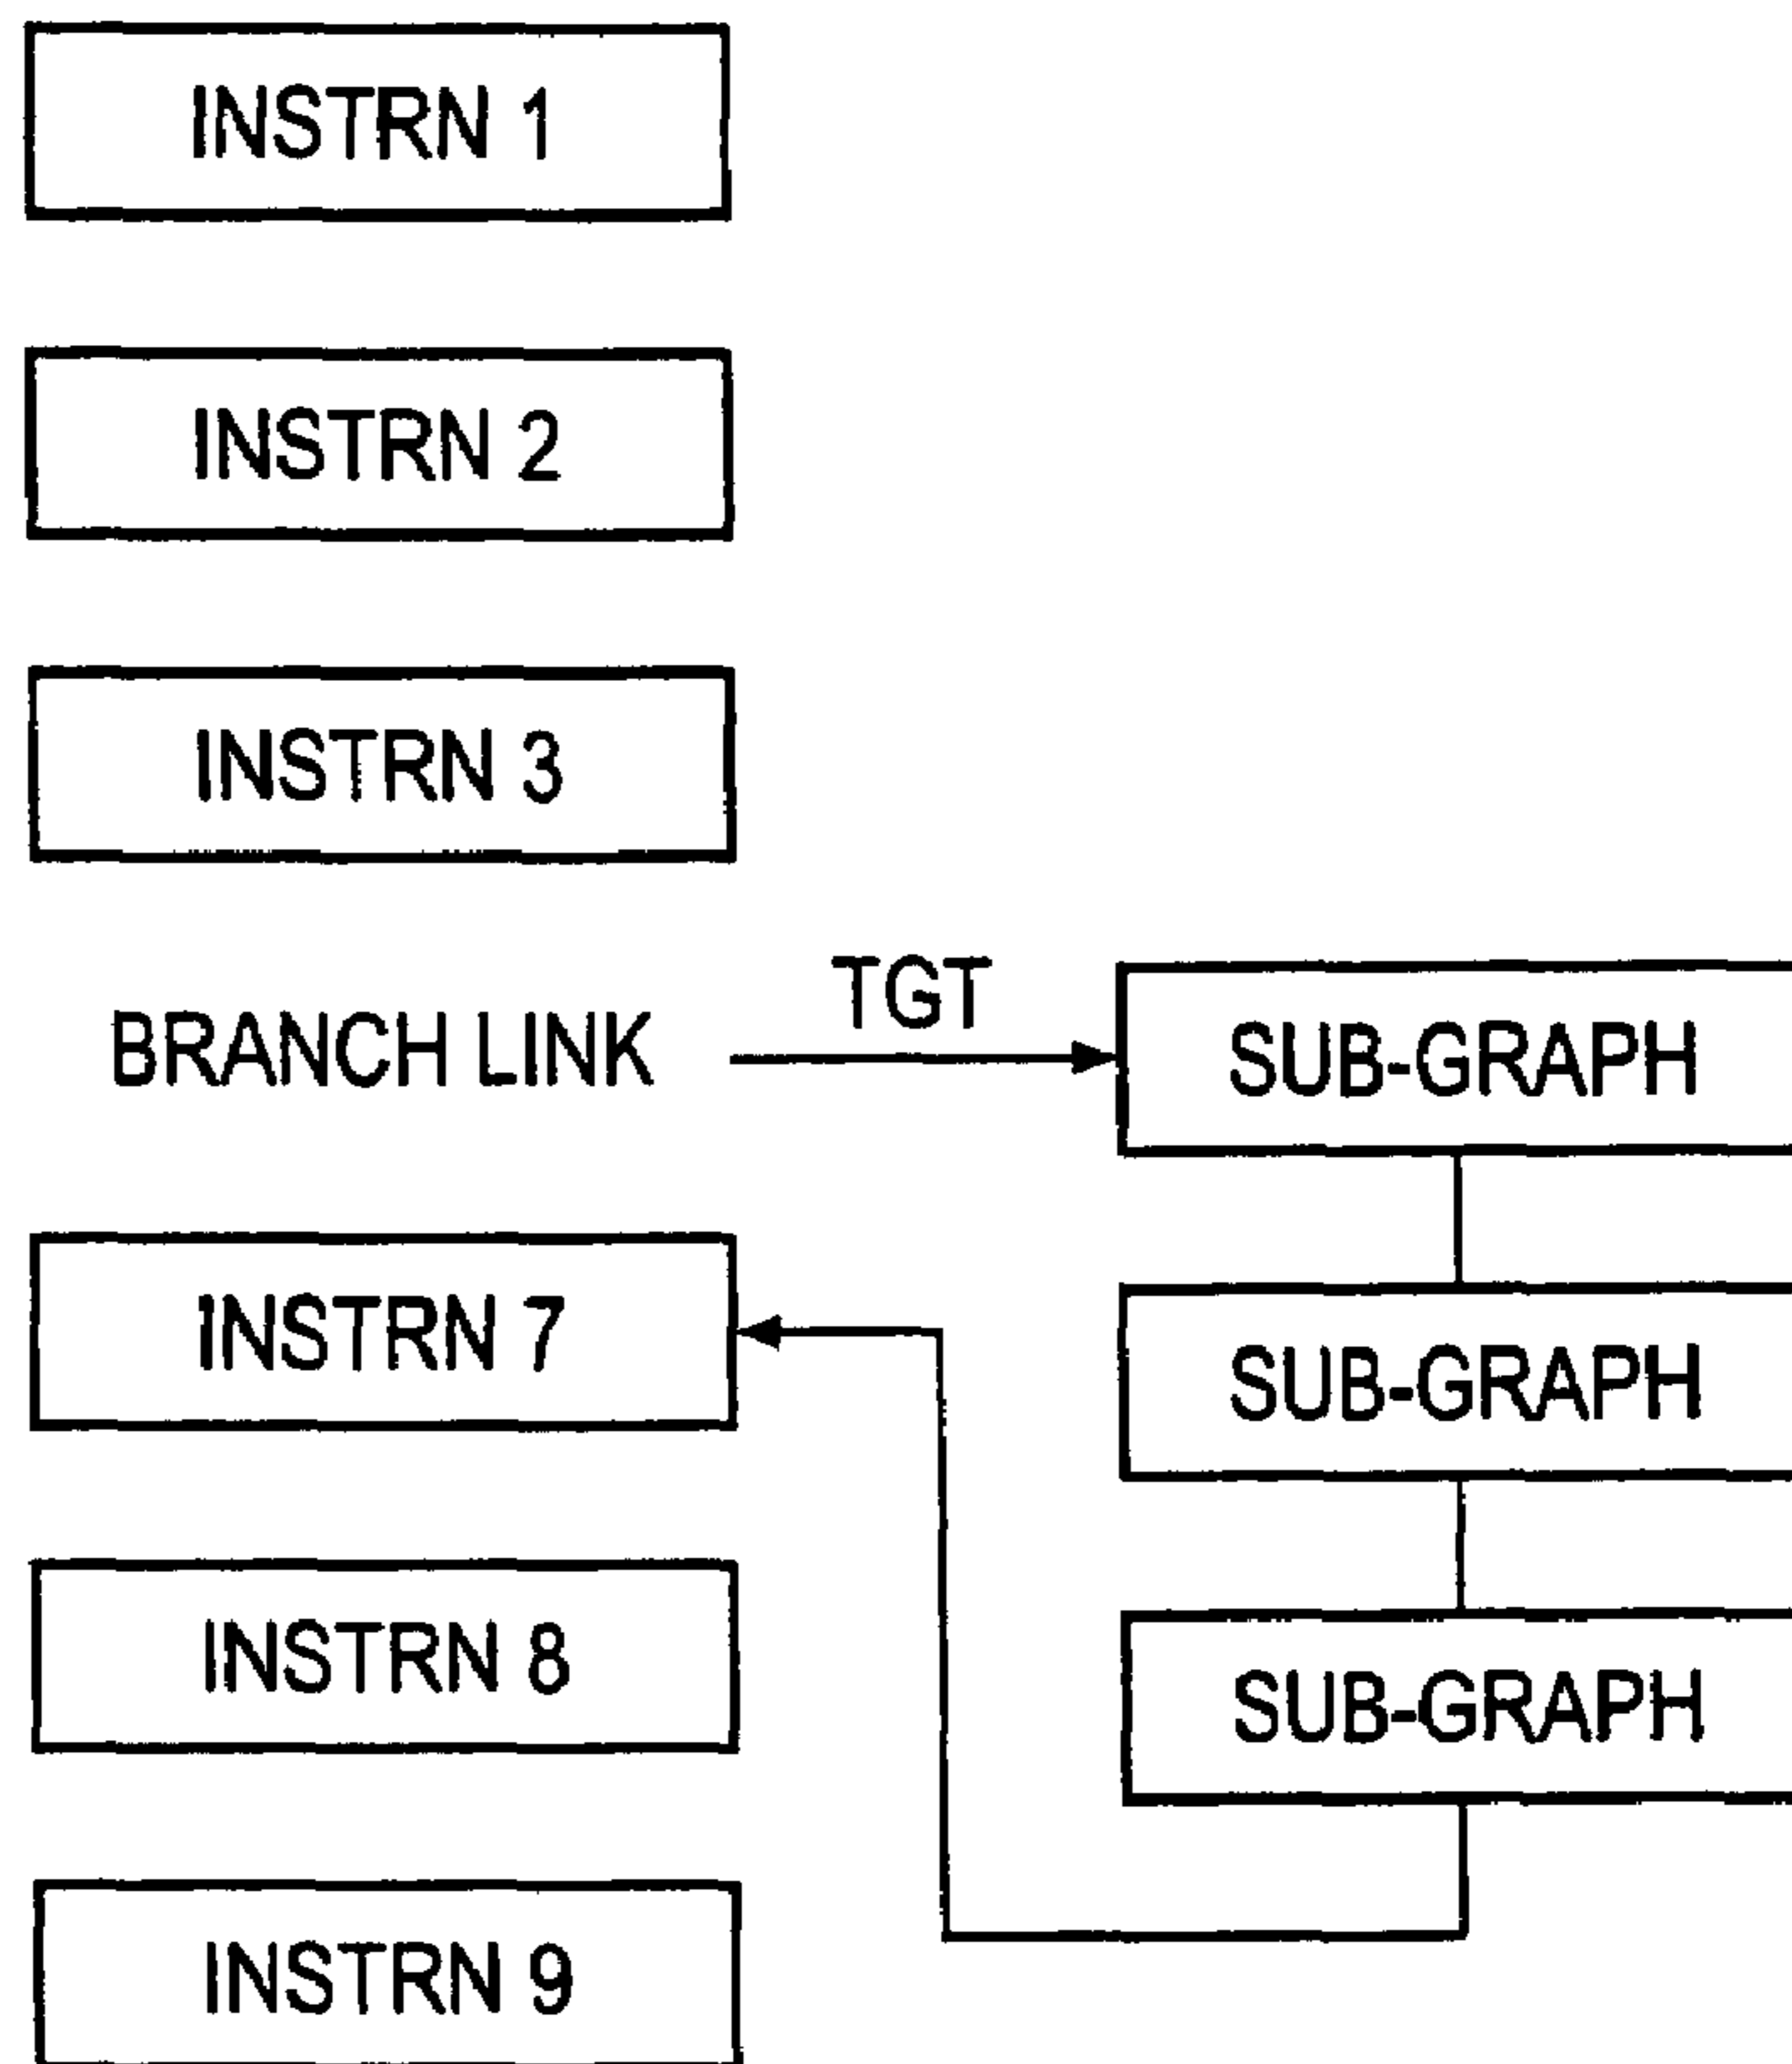 INSTRN 1
INSTRN 2
INSTRN 3
BRANCH LINK
TGT
SUB-GRAPH
INSTRN 7
SUB-GRAPH
INSTRN 8
SUB-GRAPH
INSTRN 9